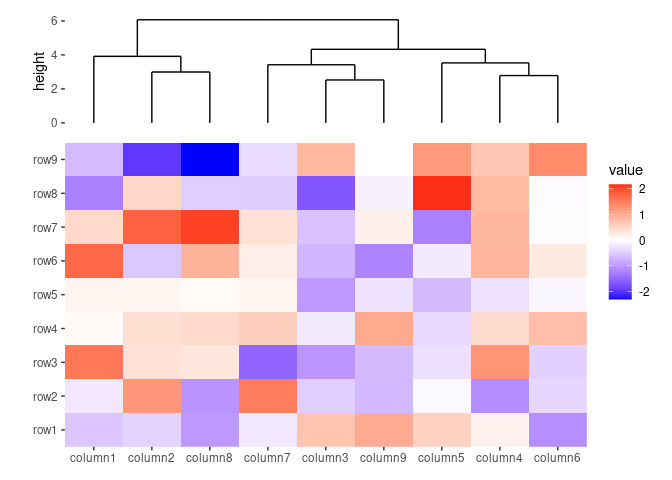 6
4
2
0
height
row9
row8
row7
row6
row5
row4
row3
row2
row1
column1 column2 column8 column7 column3 column9 column5 column4 column6
value
2
1
0
-1
-2